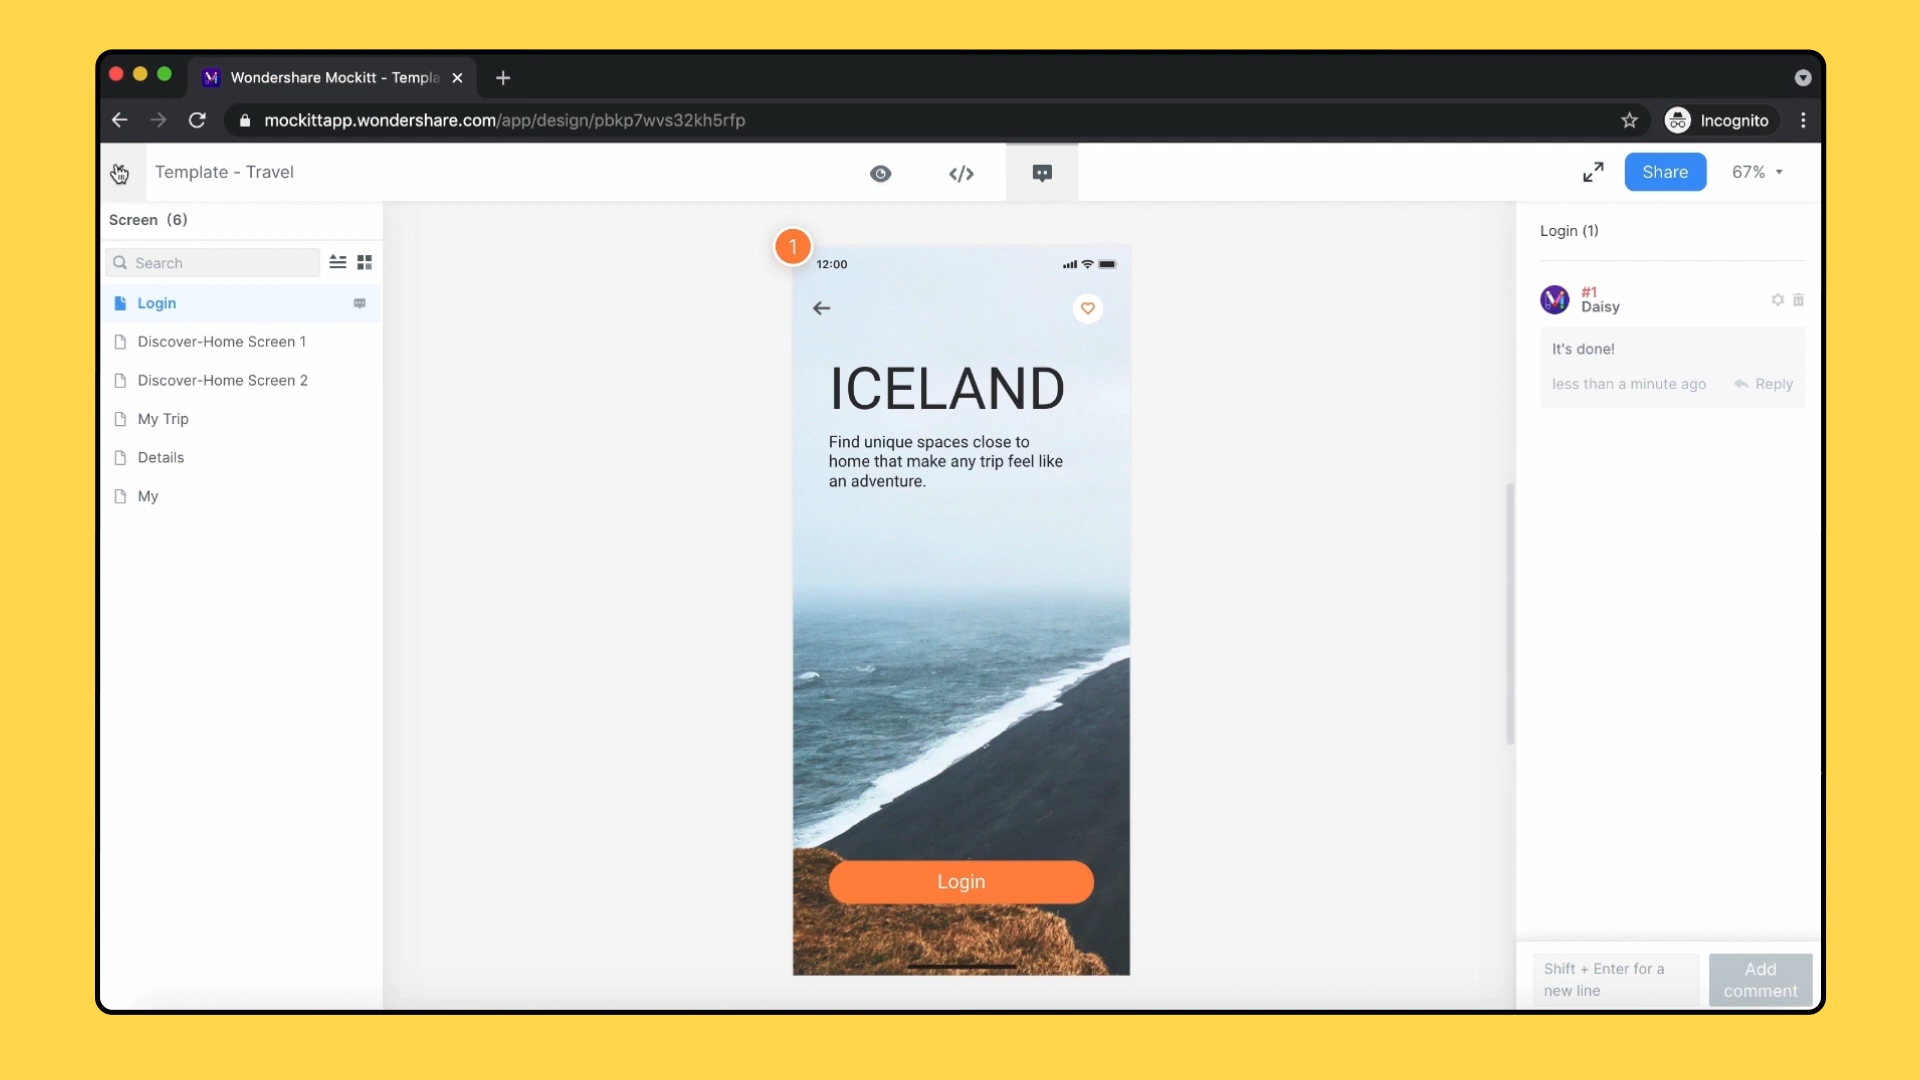 Wondershare Mockitt - Templa
mockittapp.wondershare.com/app/design/pbkp7wvs32kh5rfp
Incognito
Template - Travel
Share
67%
Screen (6)
Search
Login
Discover-Home Screen 1
Discover-Home Screen 2
My Trip
Details
My
1
12:00
ICELAND
Find unique spaces close to
home that make any trip feel like
an adventure.
Login
Login (1)
#1
Daisy
It's done!
less than a minute ago
Reply
Shift + Enter for a
new line
Add
comment